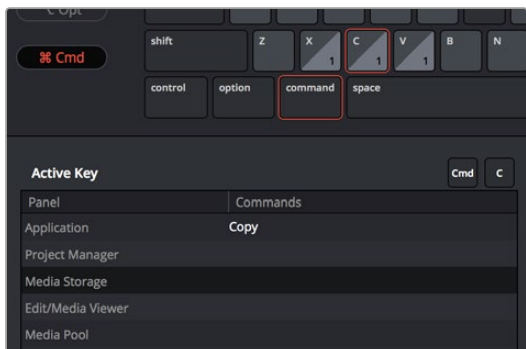 ⌥ Opt
⌘ Cmd
shift
Z
X
1
C
1
V
1
B
N
control
option
command
space
Active Key
Cmd
C
Panel
Commands
Application
Copy
Project Manager
Media Storage
Edit/Media Viewer
Media Pool